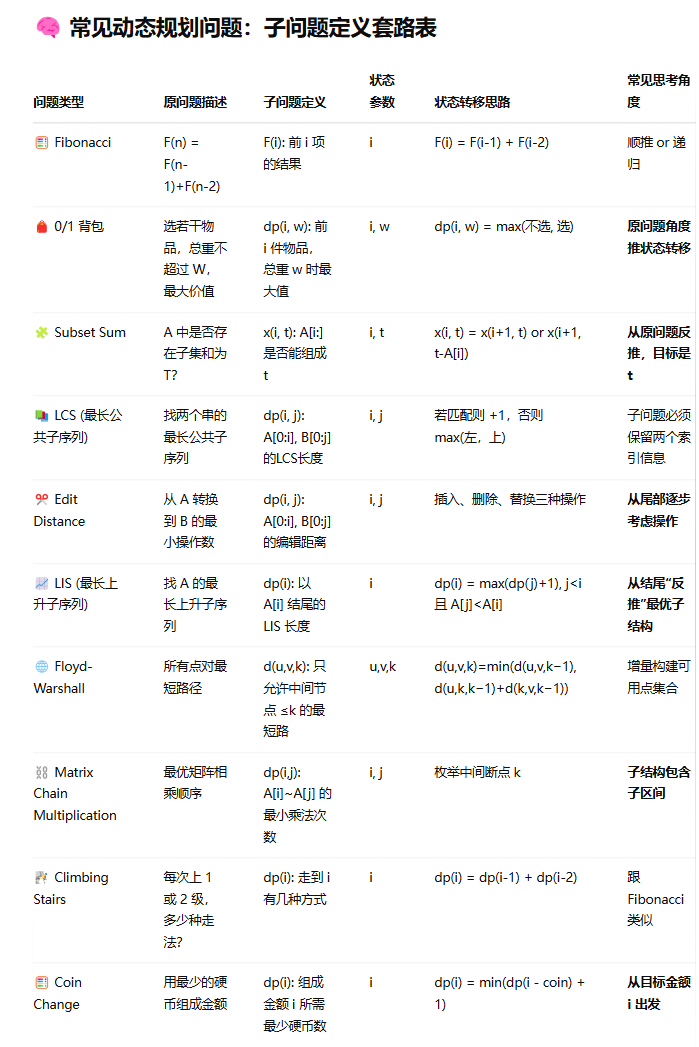 🧠 常见动态规划问题：子问题定义套路表
问题类型
原问题描述
子问题定义
状态
参数
状态转移思路
常见思考角
度
Fibonacci
F(n) =
F(n-
1)+F(n-2)
F(i): 前 i 项
的结果
i
F(i) = F(i-1) + F(i-2)
顺推 or 递
归
0/1 背包
选若干物
品，总重不
超过 W，
最大价值
dp(i, w): 前
i 件物品，
总重 w 时最
大值
i, w
dp(i, w) = max(不选, 选)
原问题角度
推状态转移
Subset Sum
A 中是否存
在子集和为
T?
x(i, t): A[i:]
是否能组成
t
i, t
x(i, t) = x(i+1, t) or x(i+1,
t-A[i])
从原问题反
推，目标是
t
LCS (最长公
共子序列)
找两个串的
最长公共子
序列
dp(i, j):
A[0:i], B[0:j]
的LCS长度
i, j
若匹配则 +1，否则
max(左，上)
子问题必须
保留两个索
引信息
Edit
Distance
从 A 转换
到 B 的最
小操作数
dp(i, j):
A[0:i], B[0:j]
的编辑距离
i, j
插入、删除、替换三种操作
从尾部逐步
考虑操作
LIS (最长上
升子序列)
找 A 的最
长上升子序
列
dp(i): 以
A[i] 结尾的
LIS 长度
i
dp(i) = max(dp(j)+1), j<i
且 A[j]<A[i]
从结尾“反
推”最优子
结构
Floyd-
Warshall
所有点对最
短路径
d(u,v,k): 只
允许中间节
点 ≤k 的最
短路
u,v,k
d(u,v,k)=min(d(u,v,k−1),
d(u,k,k−1)+d(k,v,k−1))
增量构建可
用点集合
Matrix
Chain
Multiplication
最优矩阵相
乘顺序
dp(i,j):
A[i]~A[j] 的
最小乘法次
数
i, j
枚举中间断点 k
子结构包含
子区间
Climbing
Stairs
每次上 1
或 2 级，
多少种走
法?
dp(i): 走到 i
有几种方式
i
dp(i) = dp(i-1) + dp(i-2)
跟
Fibonacci
类似
Coin
Change
用最少的硬
币组成金额
dp(i): 组成
金额 i 所需
最少硬币数
i
dp(i) = min(dp(i - coin) +
1)
从目标金额
i 出发